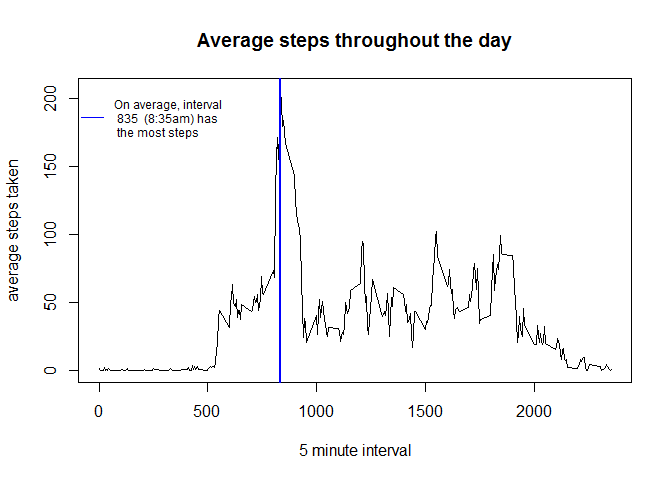 Average steps throughout the day
On average, interval
835 (8:35am) has
the most steps
average steps taken
200
150
100
50
0
0 500 1000 1500 2000
5 minute interval